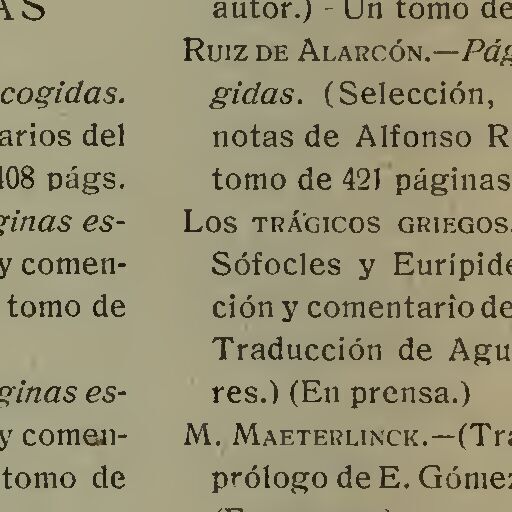 AS
cogidas.
arios del
408 págs.
ginas es-
y comen-
tomo de
ginas es-
y comen-
tomo de
autor.) - Un tomo de
RUIZ DE ALARCÓN.—Pág
gidas. (Selección,
notas de Alfonso R
tomo de 421 páginas
LOS TRÁGICOS GRIEGOS.
Sófocles y Eurípide
ción y comentario de
Traducción de Agu
res.) (En prensa.)
M. MAETERLINCK.—(Tra
prólogo de E. Gómez